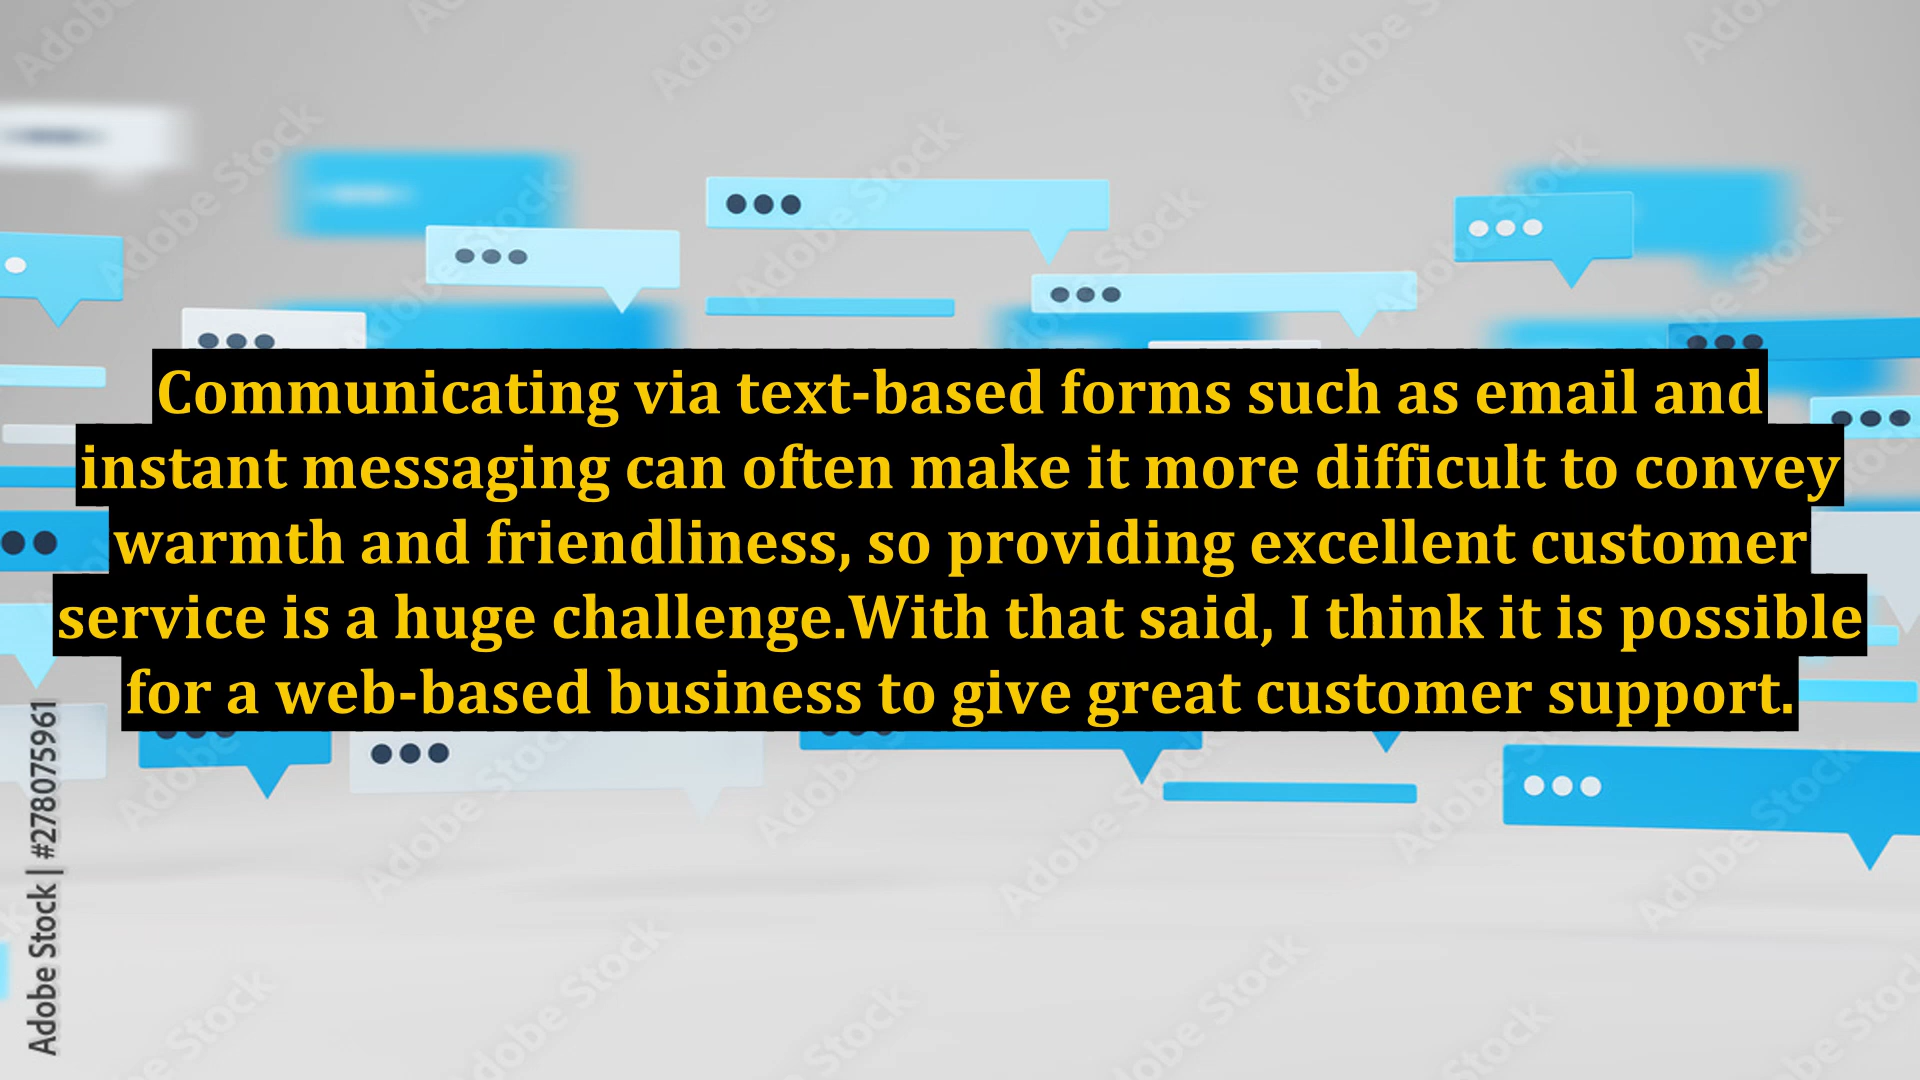 Communicating via text-based forms such as email and
instant messaging can often make it more difficult to convey
warmth and friendliness, so providing excellent customer
service is a huge challenge.With that said, I think it is possible
for a web-based business to give great customer support.
Adobe Stock | #278075961
Adobe Stock